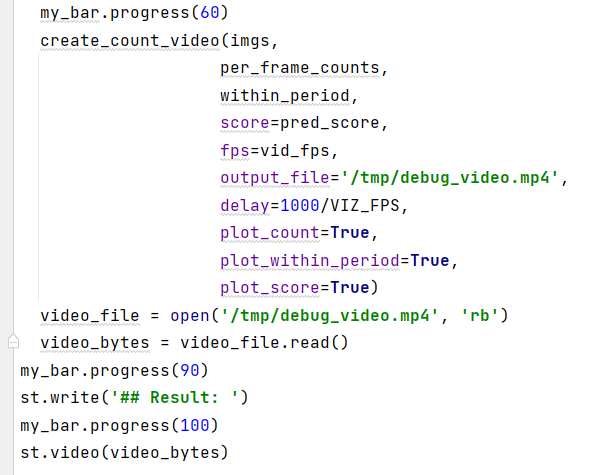 my_bar.progress(60)
create_count_video(imgs,
per_frame_counts,
within_period,
score=pred_score,
fps=vid_fps,
output_file='/tmp/debug_video.mp4',
delay=1000/VIZ_FPS,
plot_count=True,
plot_within_period=True,
plot_score=True)
video_file = open('/tmp/debug_video.mp4', 'rb')
video_bytes = video_file.read()
my_bar.progress(90)
st.write('## Result: ')
my_bar.progress(100)
st.video(video_bytes)